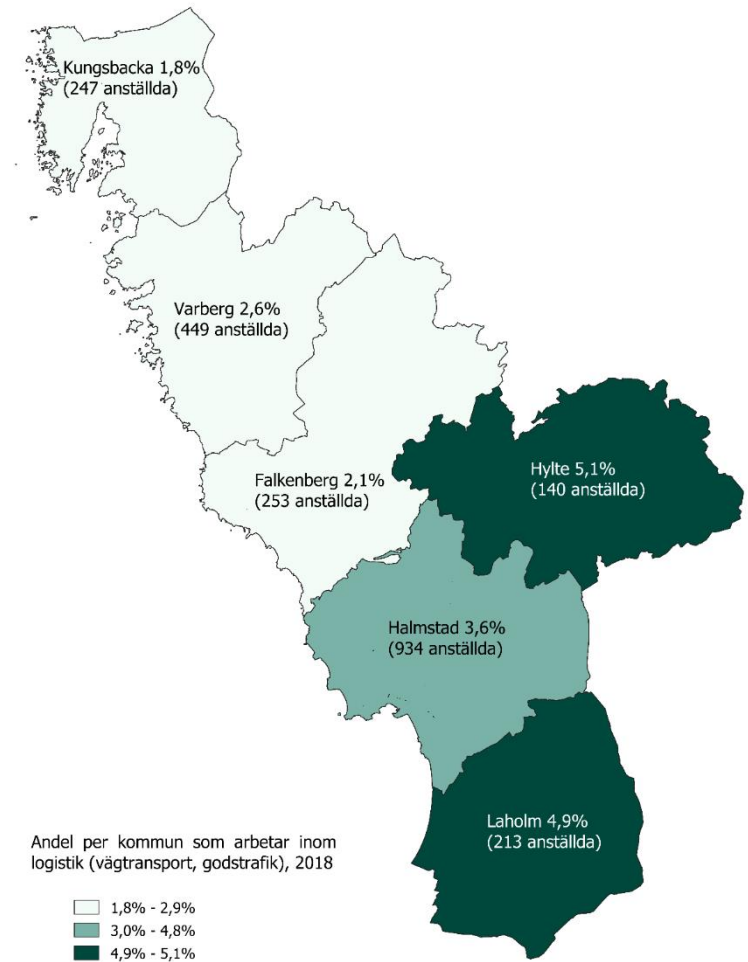 Kungsbacka 1,8%
(247 anställda)
Varberg 2,6%
(449 anställda)
Falkenberg 2,1%
(253 anställda)
Hylte 5,1%
(140 anställda)
Halmstad 3,6%
(934 anställda)
Laholm 4,9%
(213 anställda)
Andel per kommun som arbetar inom
logistik (vägtransport, godstrafik), 2018
1,8% - 2,9%
3,0% - 4,8%
4,9% - 5,1%